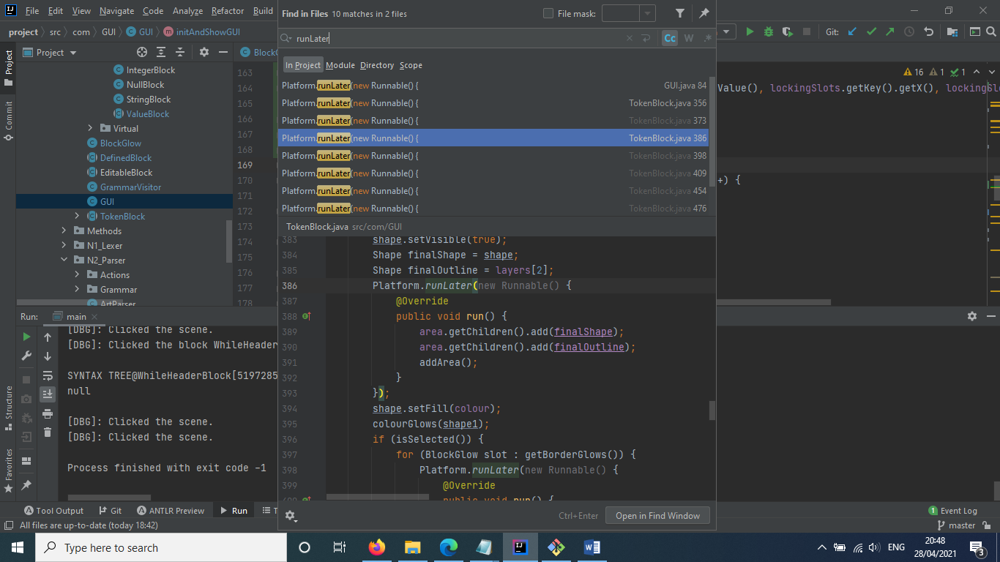 File Edit View Navigate Code Analyze Refactor Build
Find in Files 10 matches in 2 files
File mask:
project src com GUI GUI initAndShowGUI
runLater
Cc W .*
Git:
Project
BlockG
In Project Module Directory Scope
IntegerBlock
NullBlock
StringBlock
ValueBlock
Virtual
BlockGlow
DefinedBlock
EditableBlock
GrammarVisitor
GUI
TokenBlock
Methods
N1_Lexer
N2_Parser
Actions
Grammar
ArtParser
Project
Commit
Structure
Favorites
163
164
165
166
167
168
169
170
171
172
173
174
175
176
177
178
Platform.runLater(new Runnable() { GUI.java 84
Platform.runLater(new Runnable() { TokenBlock.java 356
Platform.runLater(new Runnable() { TokenBlock.java 373
Platform.runLater(new Runnable() { TokenBlock.java 386
Platform.runLater(new Runnable() { TokenBlock.java 398
Platform.runLater(new Runnable() { TokenBlock.java 409
Platform.runLater(new Runnable() { TokenBlock.java 454
Platform.runLater(new Runnable() { TokenBlock.java 476
16 1 1
Value(), lockingSlots.getKey().getX(), lockingSlo
+) {
TokenBlock.java src/com/GUI
383 shape.setVisible(true);
384 Shape finalShape = shape;
385 Shape finalOutline = layers[2];
386 Platform.runLater(new Runnable() {
387 @Override
388 public void run() {
389 area.getChildren().add(finalShape);
390 area.getChildren().add(finalOutline);
391 addArea();
392 }
393 });
394 shape.setFill(colour);
395 colourGlows(shape1);
396 if (isSelected()) {
397 for (BlockGlow slot : getBorderGlows()) {
398 Platform.runLater(new Runnable() {
399 @Override
400 public void run() {
Ctrl+Enter Open in Find Window
Run: main
[DBG]: Clicked the scene.
[DBG]: Clicked the block WhileHeader
SYNTAX TREE@WhileHeaderBlock[5197285
null
[DBG]: Clicked the scene.
[DBG]: Clicked the scene.
Process finished with exit code -1
Tool Output Git ANTLR Preview Run T
1 Event Log
All files are up-to-date (today 18:42)
master
Type here to search
ENG
20:48
28/04/2021
3